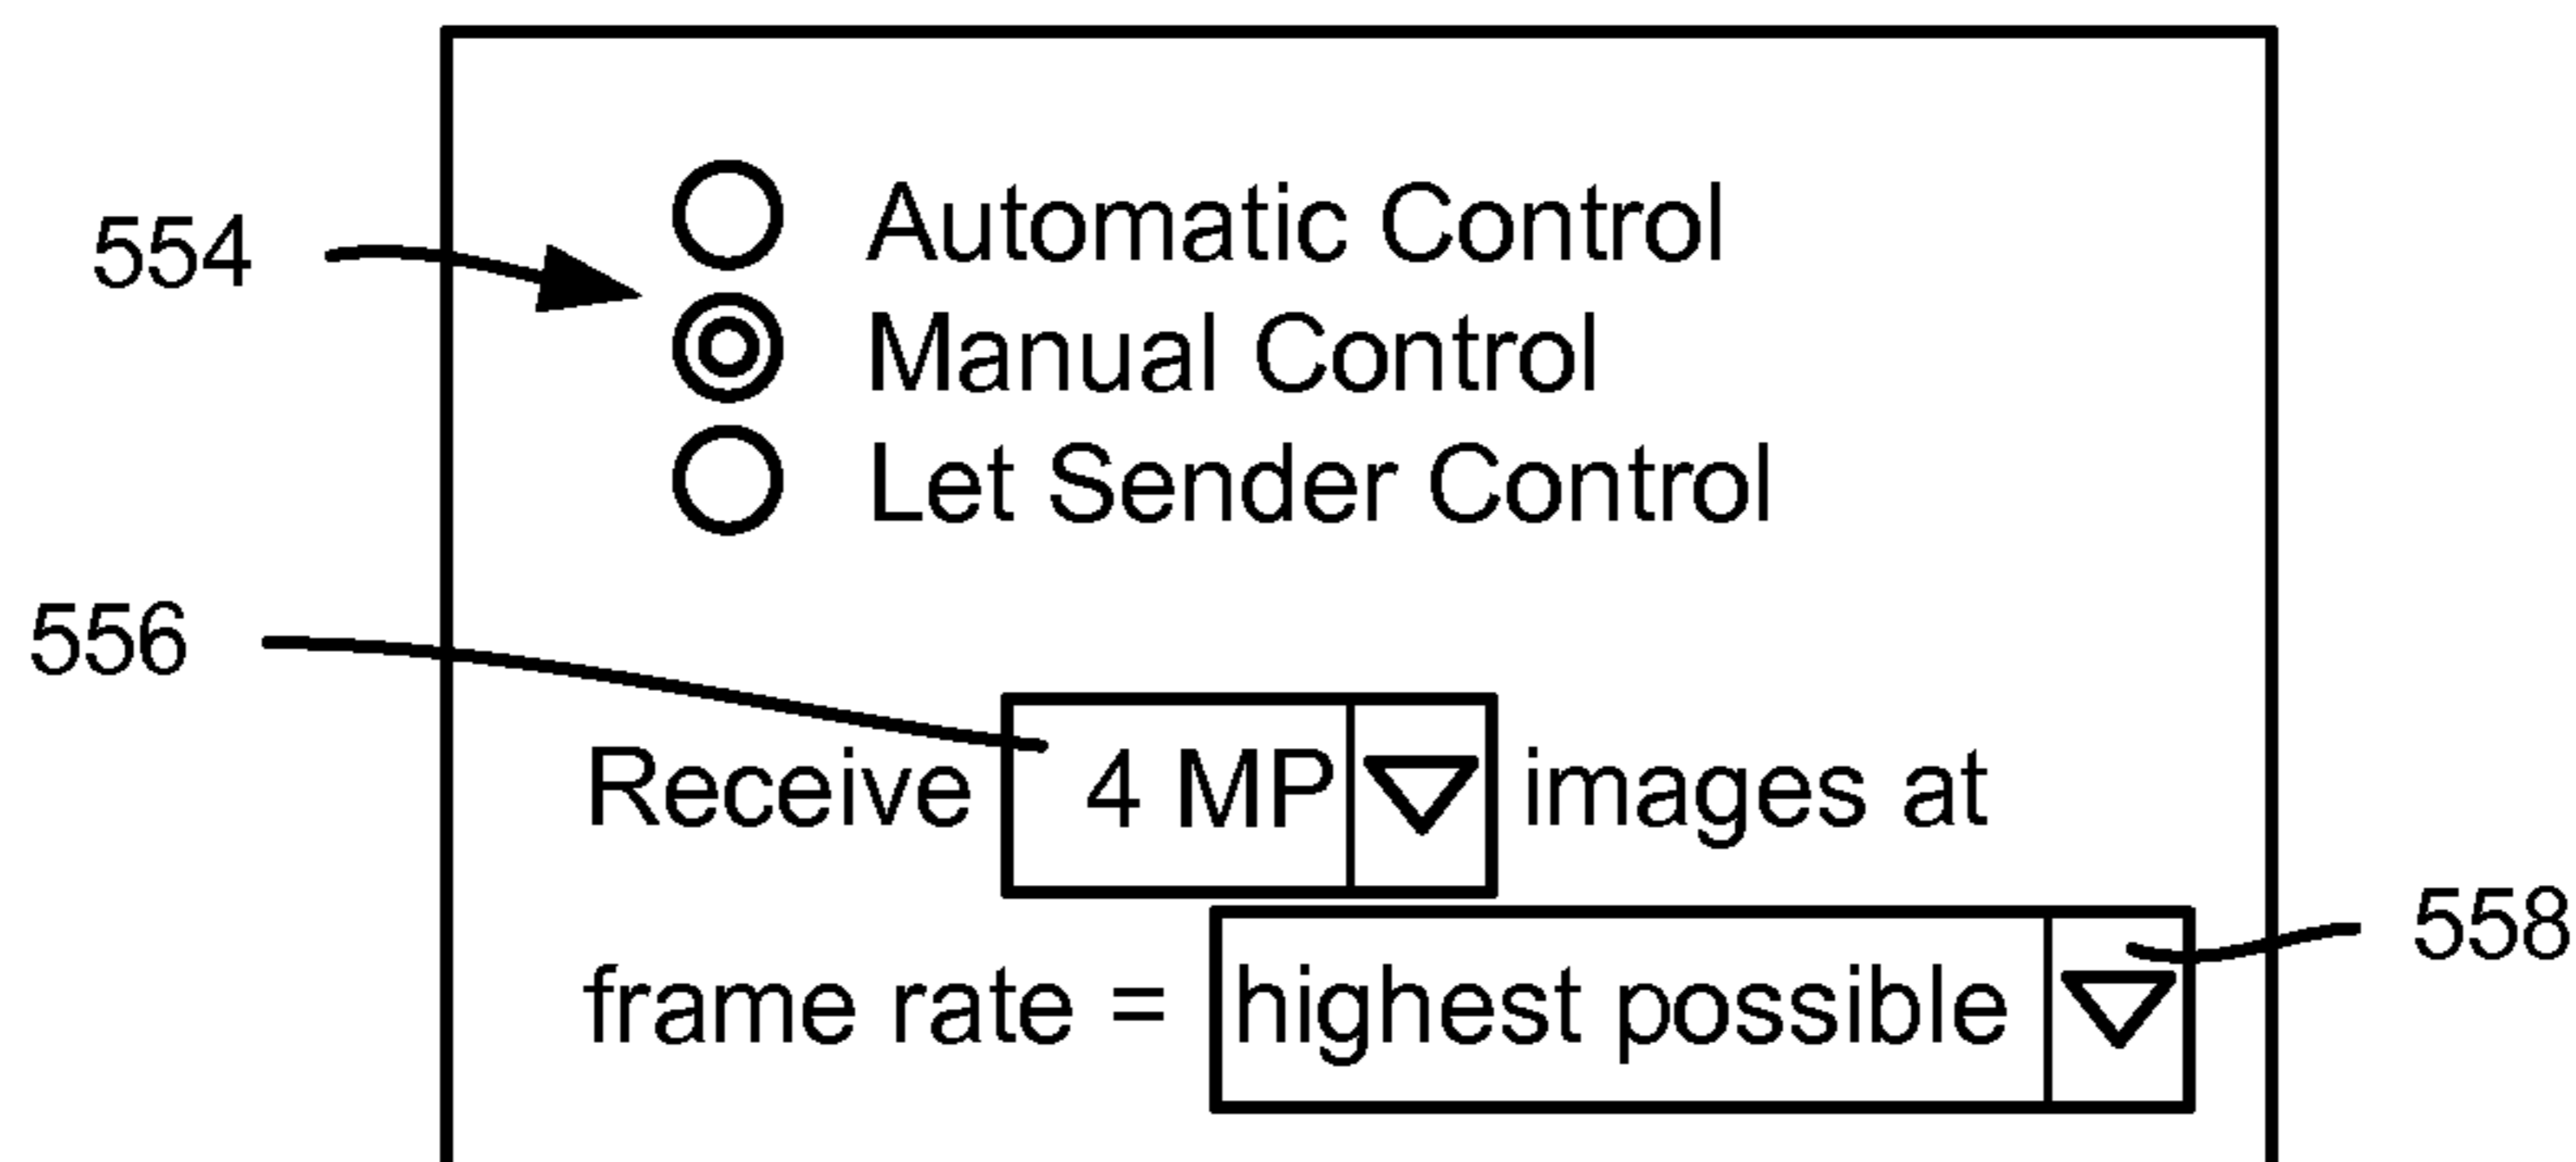 Automatic Control
554
Manual Control
Let Sender Control
556
Receive 4 MP images at
558
frame rate = highest possible